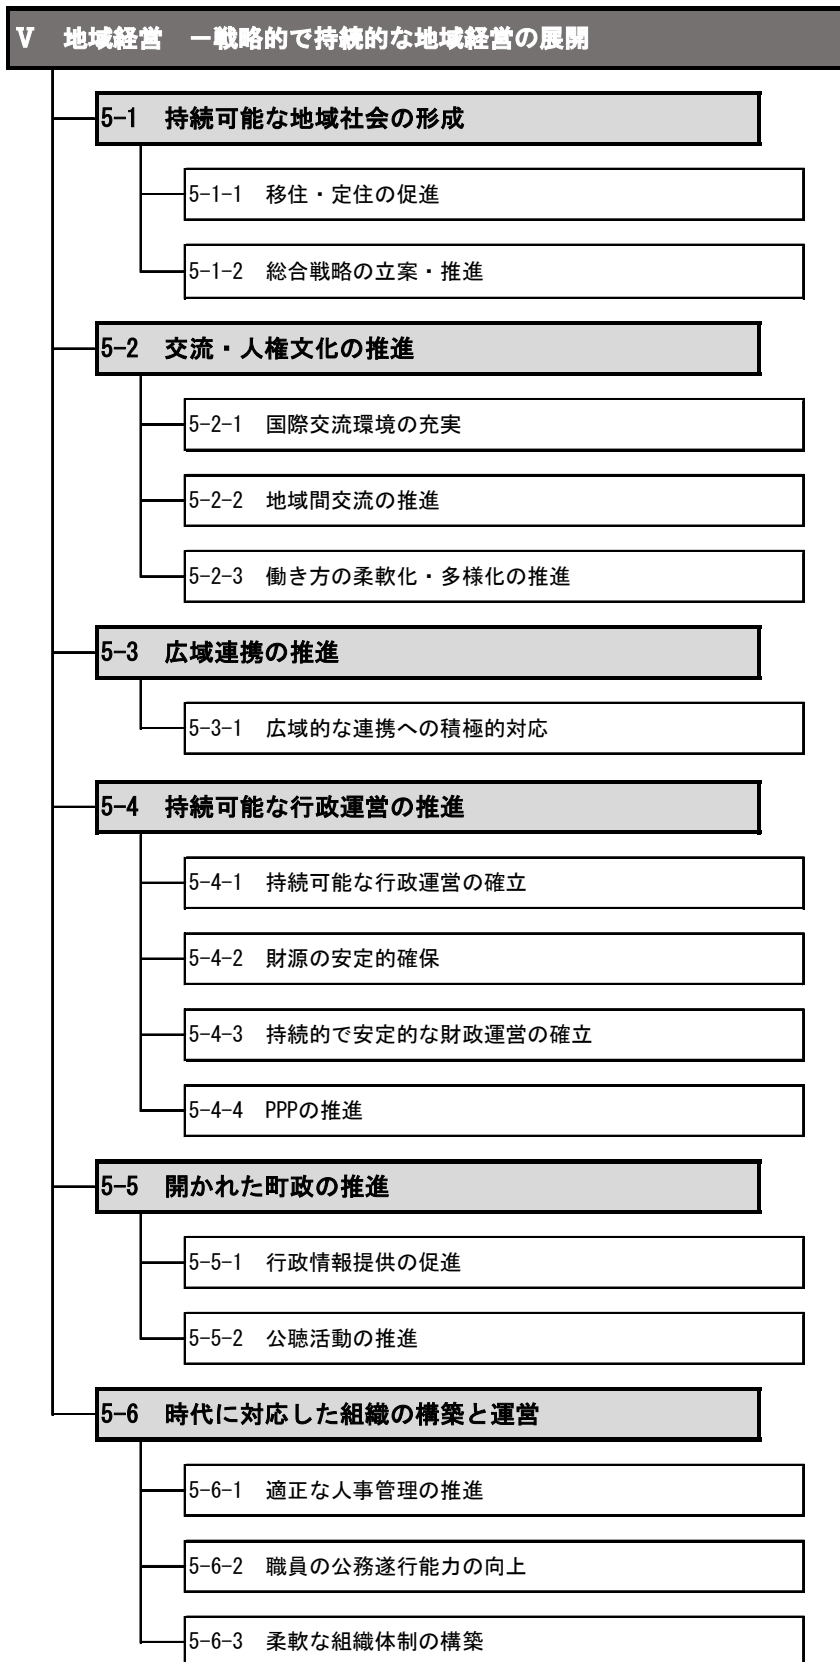 Ⅴ　地域経営　－戦略的で持続的な地域経営の展開
5-1　持続可能な地域社会の形成
5-1-1　移住・定住の促進
5-1-2　総合戦略の立案・推進
5-2　交流・人権文化の推進
5-2-1　国際交流環境の充実
5-2-2　地域間交流の推進
5-2-3　働き方の柔軟化・多様化の推進
5-3　広域連携の推進
5-3-1　広域的な連携への積極的対応
5-4　持続可能な行政運営の推進
5-4-1　持続可能な行政運営の確立
5-4-2　財源の安定的確保
5-4-3　持続的で安定的な財政運営の確立
5-4-4　PPPの推進
5-5　開かれた町政の推進
5-5-1　行政情報提供の促進
5-5-2　公聴活動の推進
5-6　時代に対応した組織の構築と運営
5-6-1　適正な人事管理の推進
5-6-2　職員の公務遂行能力の向上
5-6-3　柔軟な組織体制の構築